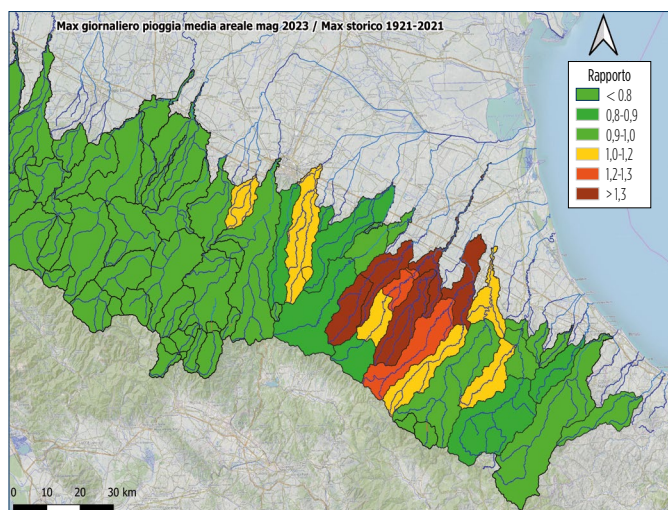 Max giornaliero pioggia media areale mag 2023 / Max storico 1921-2021
Rapporto
< 0.8
0,8-0,9
0,9-1,0
1,0-1,2
1,2-1,3
>1,3
0 10 20 30 km